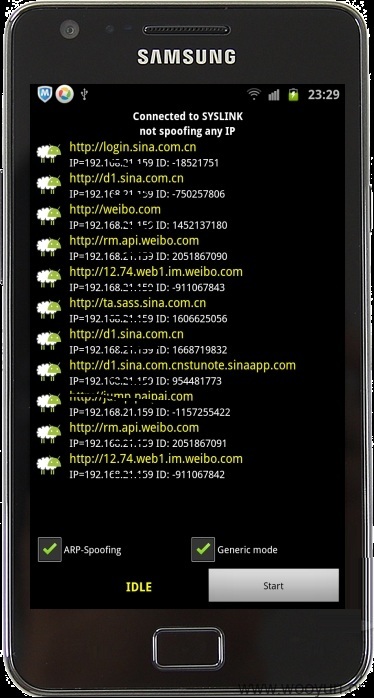 SAMSUNG
23:29
Connected to SYSLINK
not spoofing any IP
http://login.sina.com.cn
IP=192.168.21.159 ID: -18521751
http://d1.sina.com.cn
IP=192.168.21.159 ID: -750257806
http://weibo.com
IP=192.168.21.159 ID: 1452137180
http://rm.api.weibo.com
IP=192.168.21.159 ID: 2051867090
http://12.74.web1.im.weibo.com
IP=192.168.21.159 ID: -911067843
http://ta.sass.sina.com.cn
IP=192.168.21.159 ID: 1606625056
http://d1.sina.com.cn
IP=192.168.21.159 ID: 1668719832
http://d1.sina.com.cnstunote.sinaapp.com
IP=192.168.21.159 ID: 954481773
http://jump.paipai.com
IP=192.168.21.159 ID: -1157255422
http://rm.api.weibo.com
IP=192.168.21.159 ID: 2051867091
http://12.74.web1.im.weibo.com
IP=192.168.21.159 ID: -911067842
ARP-Spoofing
Generic mode
IDLE
Start